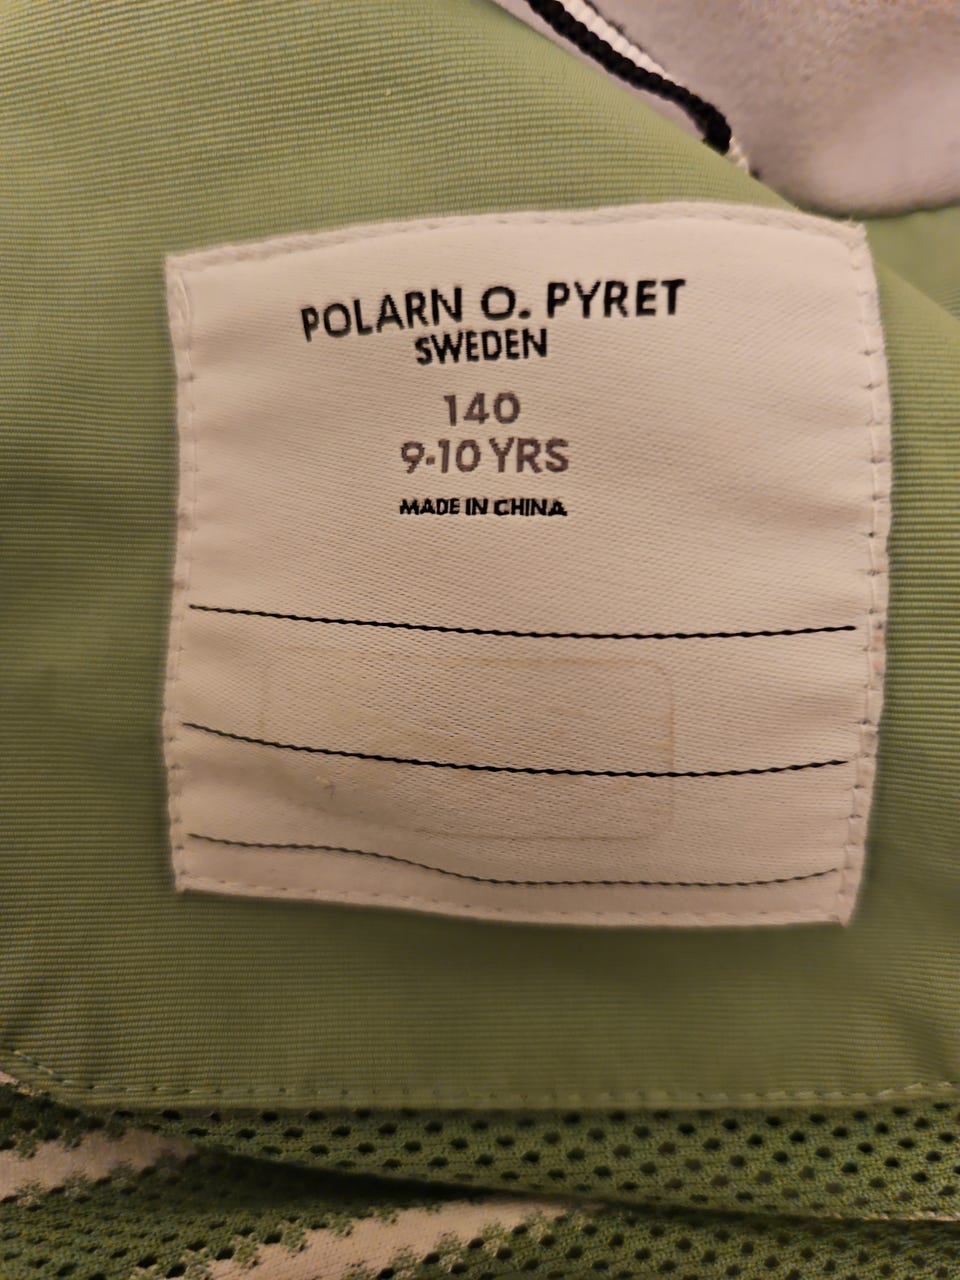 POLARN O. PYRET
SWEDEN
140
9-10 YRS
MADE IN CHINA